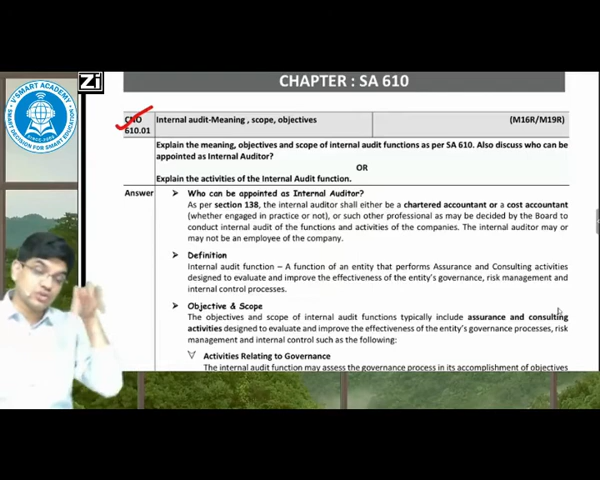 V'SMART ACADEMY
SMART DECISION FOR SMART EDUCATION
Zi
CHAPTER : SA 610
CNO
610.01
Internal audit-Meaning , scope, objectives
(M16R/M19R)
Explain the meaning, objectives and scope of internal audit functions as per SA 610. Also discuss who can be
appointed as Internal Auditor?
OR
Explain the activities of the Internal Audit function.
Answer
➤ Who can be appointed as Internal Auditor?
As per section 138, the internal auditor shall either be a chartered accountant or a cost accountant
(whether engaged in practice or not), or such other professional as may be decided by the Board to
conduct internal audit of the functions and activities of the companies. The internal auditor may or
may not be an employee of the company.
➤ Definition
Internal audit function – A function of an entity that performs Assurance and Consulting activities
designed to evaluate and improve the effectiveness of the entity's governance, risk management and
internal control processes.
➤ Objective & Scope
The objectives and scope of internal audit functions typically include assurance and consulting
activities designed to evaluate and improve the effectiveness of the entity's governance processes, risk
management and internal control such as the following:
Activities Relating to Governance
The internal audit function may assess the governance process in its accomplishment of objectives